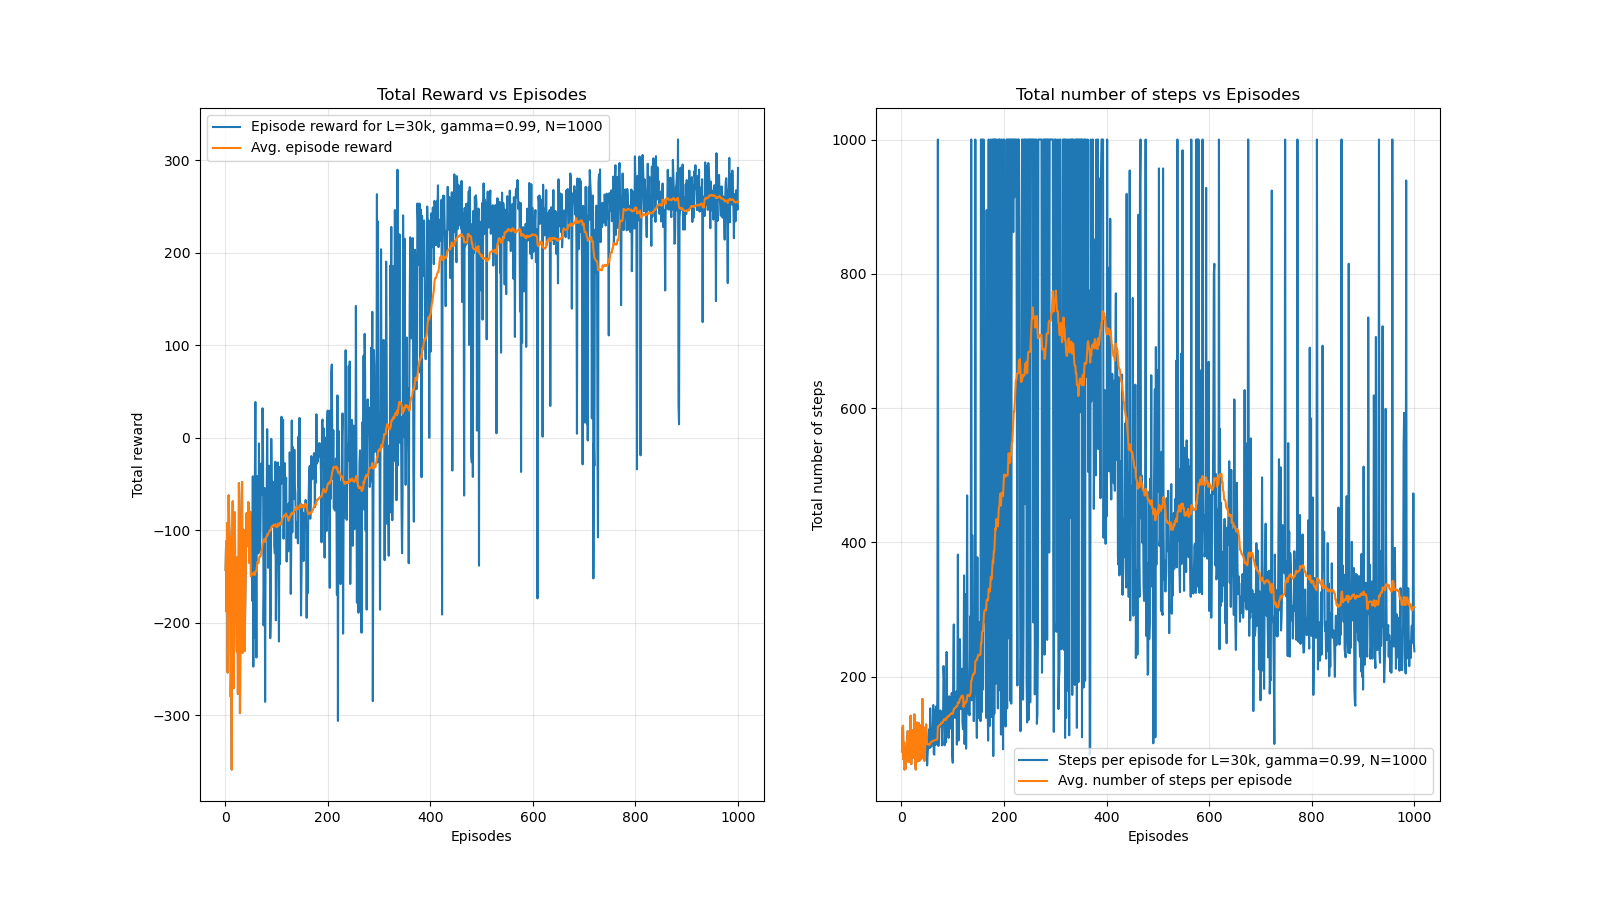 Total Reward vs Episodes
Episode reward for L=30k, gamma=0.99, N=1000
Avg. episode reward
300
200
100
0
−100
−200
−300
Total reward
0
200
400
600
800
1000
Episodes
Total number of steps vs Episodes
1000
800
600
400
200
Total number of steps
Steps per episode for L=30k, gamma=0.99, N=1000
Avg. number of steps per episode
0
200
400
600
800
1000
Episodes